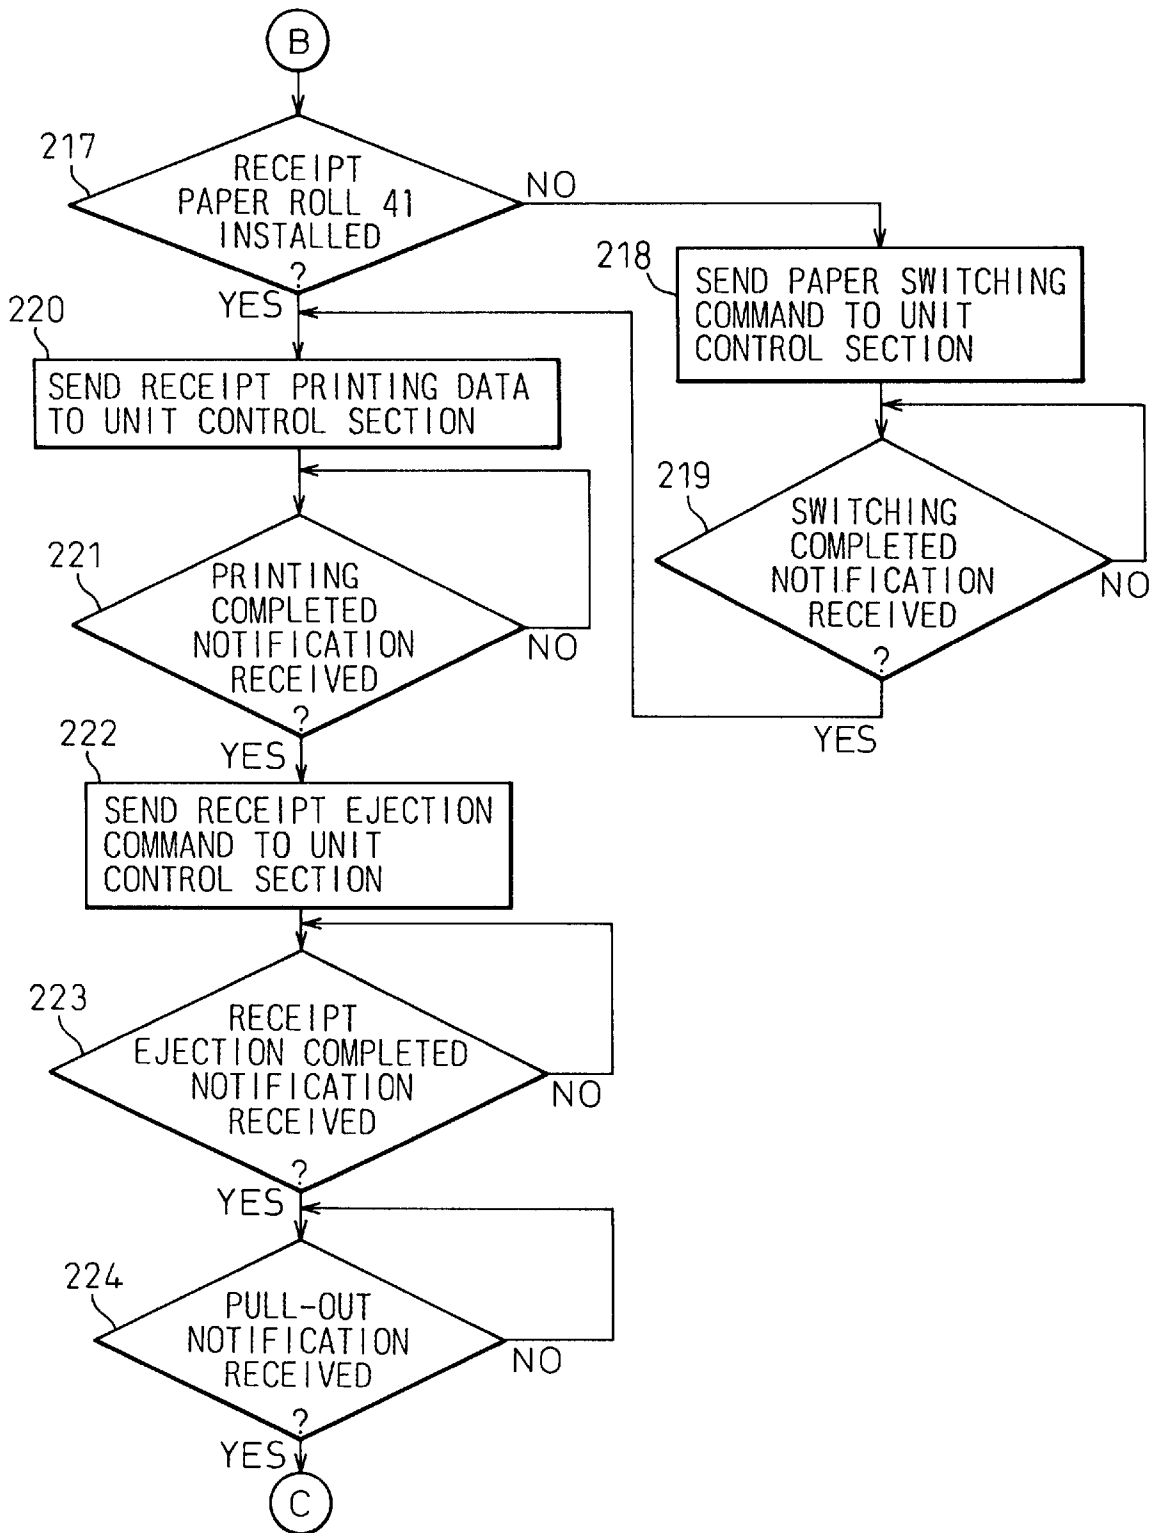 B
217
RECEIPT
PAPER ROLL 41
INSTALLED
?
NO
YES
218
SEND PAPER SWITCHING
COMMAND TO UNIT
CONTROL SECTION
219
SWITCHING
COMPLETED
NOTIFICATION
RECEIVED
?
NO
YES
220
SEND RECEIPT PRINTING DATA
TO UNIT CONTROL SECTION
221
PRINTING
COMPLETED
NOTIFICATION
RECEIVED
?
NO
YES
222
SEND RECEIPT EJECTION
COMMAND TO UNIT
CONTROL SECTION
223
RECEIPT
EJECTION COMPLETED
NOTIFICATION
RECEIVED
?
NO
YES
224
PULL-OUT
NOTIFICATION
RECEIVED
?
NO
YES
C